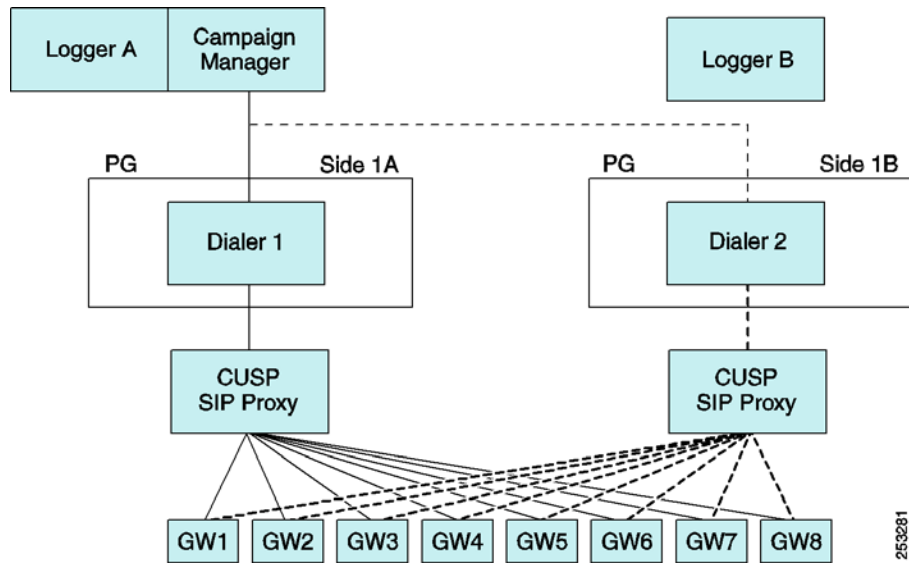 Logger A
Campaign
Manager
Logger B
PG
Side 1A
PG
Side 1B
Dialer 1
Dialer 2
CUSP
SIP Proxy
CUSP
SIP Proxy
GW1
GW2
GW3
GW4
GW5
GW6
GW7
GW8
253281